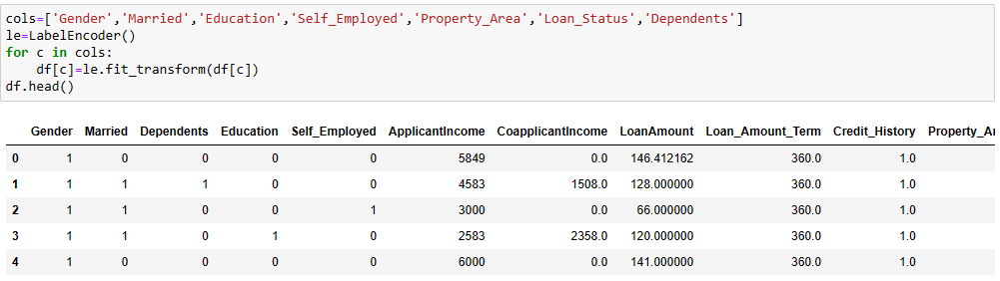 cols=['Gender','Married','Education','Self_Employed','Property_Area','Loan_Status','Dependents']
le=LabelEncoder()
for c in cols:
    df[c]=le.fit_transform(df[c])
df.head()
Gender Married Dependents Education Self_Employed ApplicantIncome CoapplicantIncome LoanAmount Loan_Amount_Term Credit_History Property_Ar
0 1 0 0 0 0 5849 0.0 146.412162 360.0 1.0
1 1 1 1 0 0 4583 1508.0 128.000000 360.0 1.0
2 1 1 0 0 1 3000 0.0 66.000000 360.0 1.0
3 1 1 0 1 0 2583 2358.0 120.000000 360.0 1.0
4 1 0 0 0 0 6000 0.0 141.000000 360.0 1.0